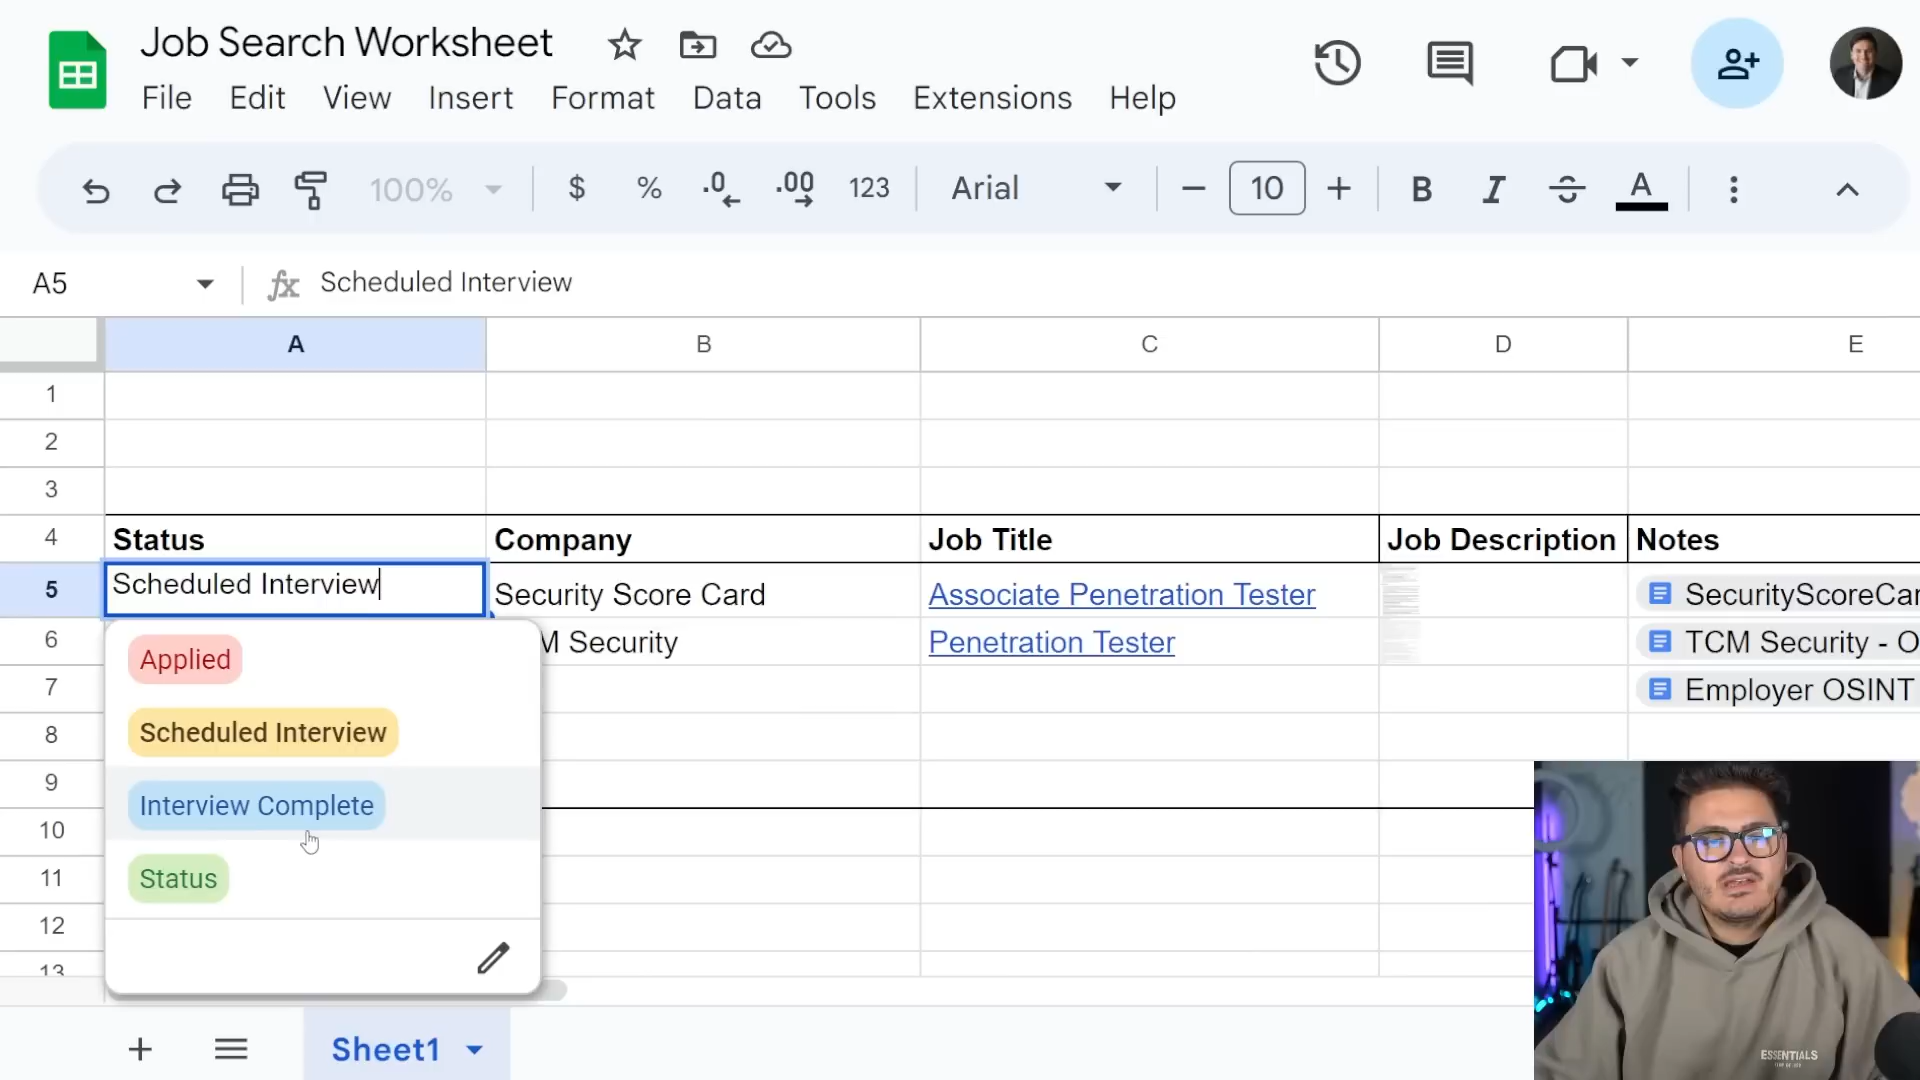 Job Search Worksheet
File Edit View Insert Format Data Tools Extensions Help
100% $ % .0 .00 123 Arial 10 B I S A
A5 fx Scheduled Interview
A B C D E
1
2
3
4 Status Company Job Title Job Description Notes
5 Scheduled Interview Security Score Card Associate Penetration Tester SecurityScoreCar
6 M Security Penetration Tester TCM Security - O
7 Employer OSINT
8
9
10
11
12
13
Applied
Scheduled Interview
Interview Complete
Status
Sheet1
ESSENTIALS